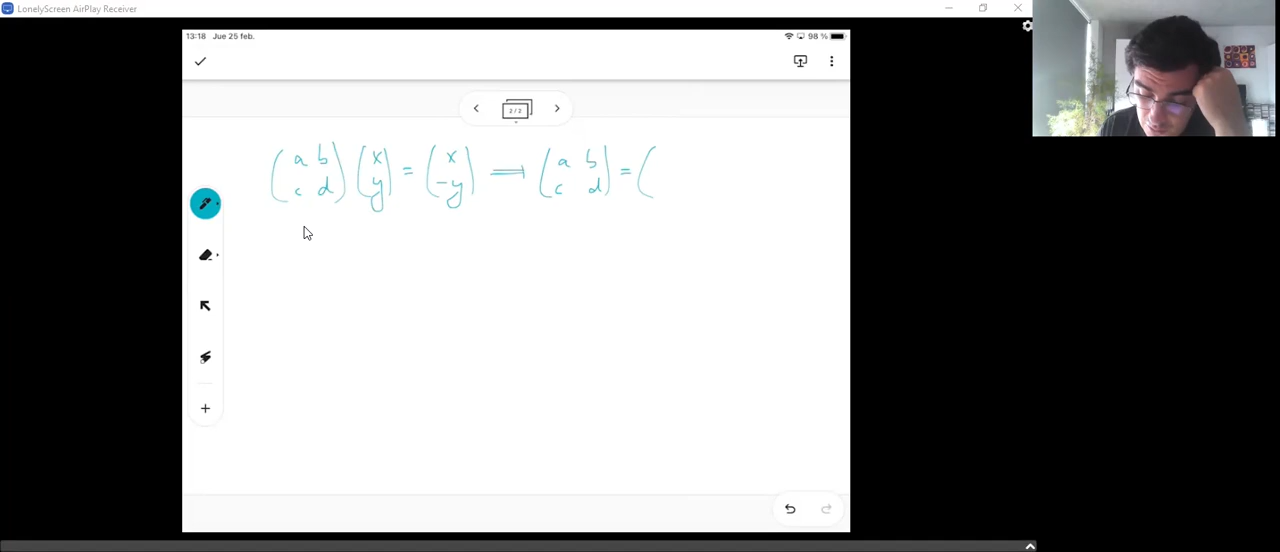 LonelyScreen AirPlay Receiver
13:18 Jue 25 feb.
98 %
2 / 2
( a b ) ( x ) = ( x ) ⟹ ( a b ) = (
( c d ) ( y ) ( -y ) ( c d )